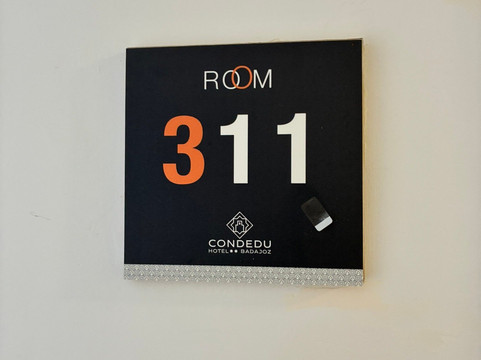 ROOM
311
CONDEDU
HOTEL★★ BADAJOZ